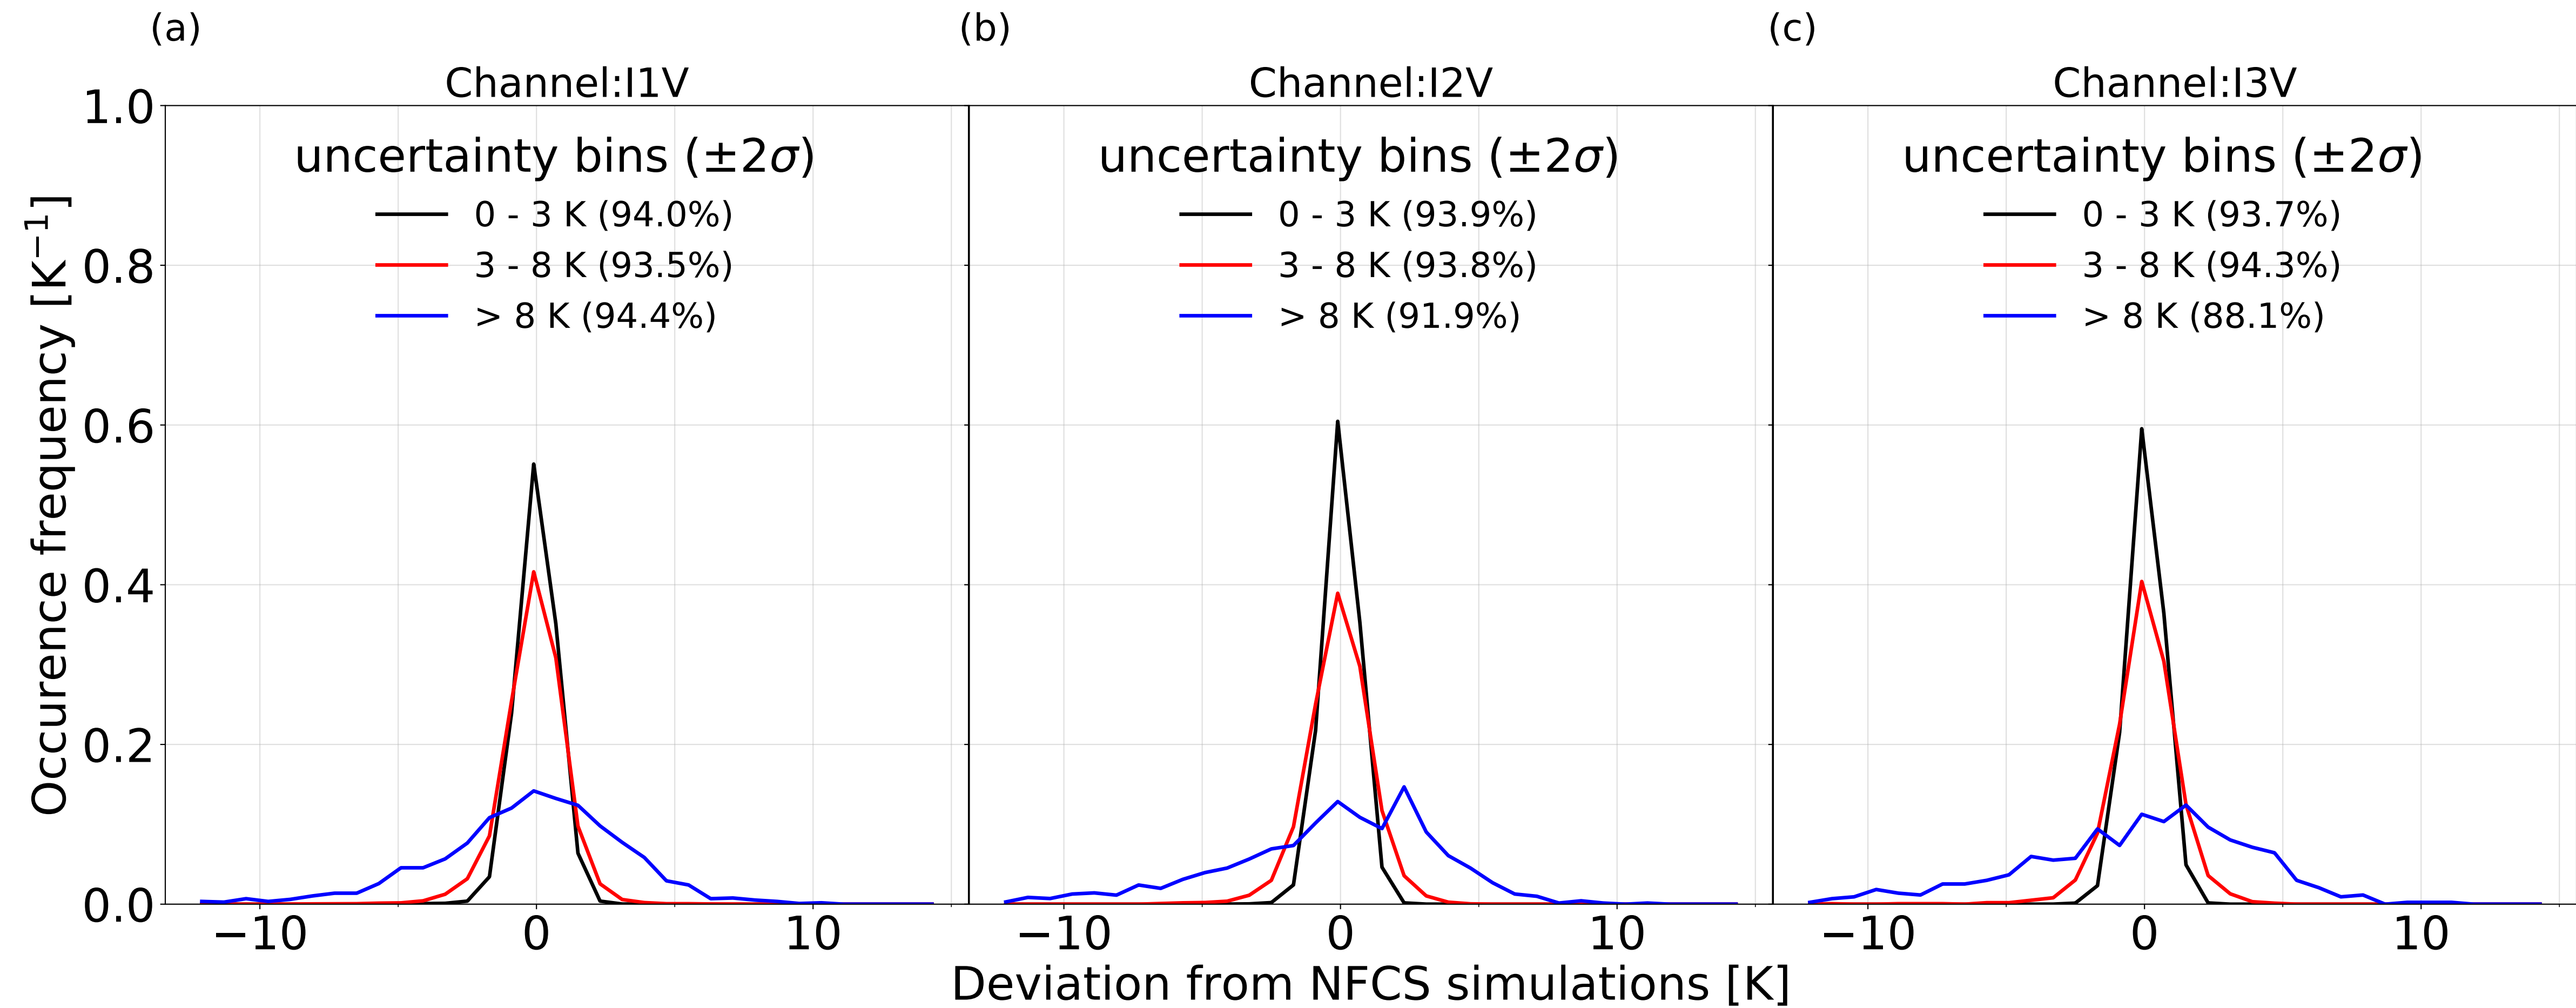 (a)
(b)
(c)
Channel:I1V
Channel:I2V
Channel:I3V
Occurence frequency [K⁻¹]
1.0
0.8
0.6
0.4
0.2
0.0
uncertainty bins (±2σ)
0 - 3 K (94.0%)
3 - 8 K (93.5%)
> 8 K (94.4%)
uncertainty bins (±2σ)
0 - 3 K (93.9%)
3 - 8 K (93.8%)
> 8 K (91.9%)
uncertainty bins (±2σ)
0 - 3 K (93.7%)
3 - 8 K (94.3%)
> 8 K (88.1%)
−10 0 10
−10 0 10
−10 0 10
Deviation from NFCS simulations [K]